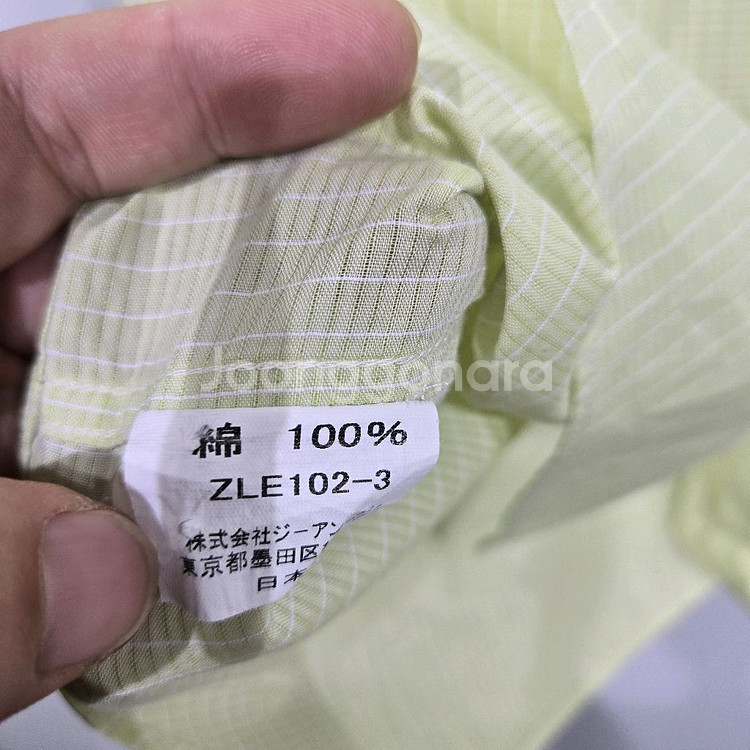 Joonggonara
綿 100%
ZLE102-3
株式会社ジーアン
東京都墨田区
日本